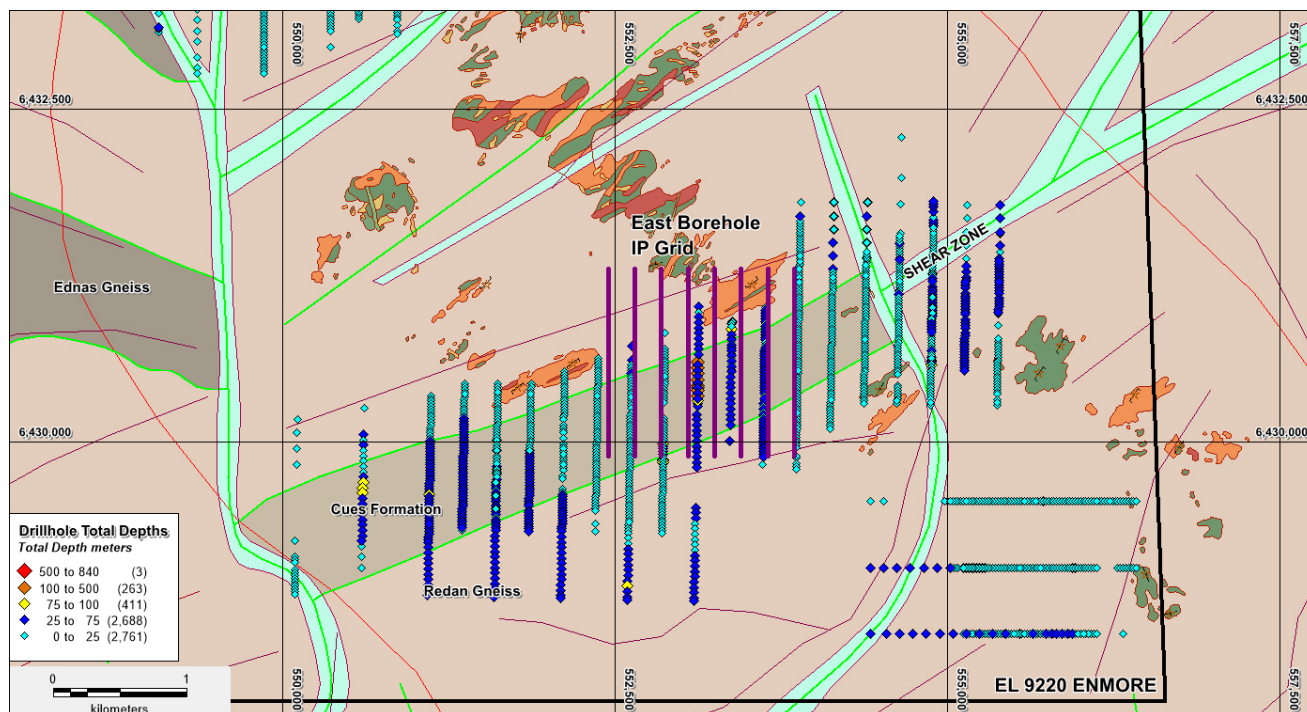 550,000
552,500
555,000
557,500
6,432,500
6,432,500
East Borehole
IP Grid
SHEAR ZONE
Ednas Gneiss
6,430,000
6,430,000
Cues Formation
Redan Gneiss
Drillhole Total Depths
Total Depth meters
500 to 840 (3)
100 to 500 (263)
75 to 100 (411)
25 to 75 (2,688)
0 to 25 (2,761)
0 1
kilometers
550,000
552,500
555,000
557,500
EL 9220 ENMORE